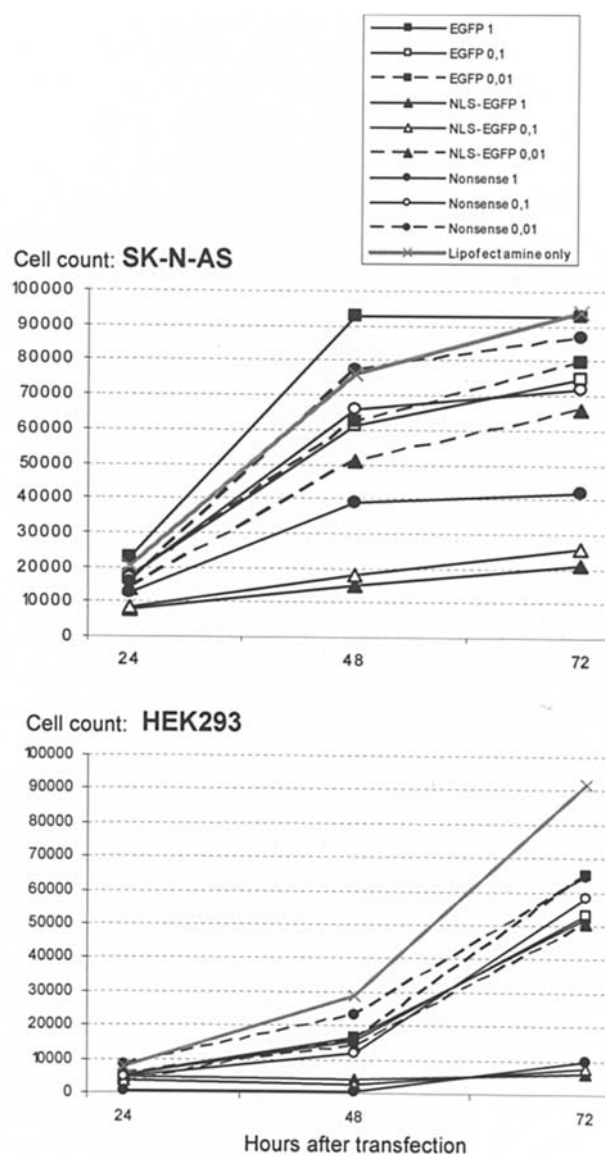 EGFP 1
EGFP 0,1
EGFP 0,01
NLS-EGFP 1
NLS-EGFP 0,1
NLS-EGFP 0,01
Nonsense 1
Nonsense 0,1
Nonsense 0,01
Lipofectamine only
Cell count: SK-N-AS
100000
90000
80000
70000
60000
50000
40000
30000
20000
10000
0
24
48
72
Cell count: HEK293
100000
90000
80000
70000
60000
50000
40000
30000
20000
10000
0
24
48
72
Hours after transfection